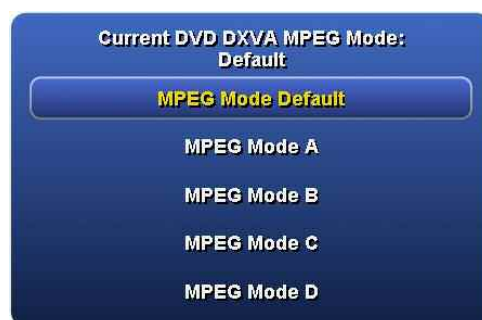 Current DVD DXVA MPEG Mode:
Default
MPEG Mode Default
MPEG Mode A
MPEG Mode B
MPEG Mode C
MPEG Mode D